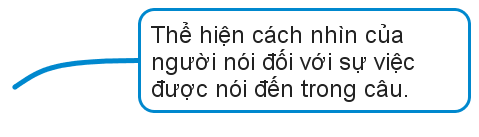 Thể hiện cách nhìn của
người nói đối với sự việc
được nói đến trong câu.